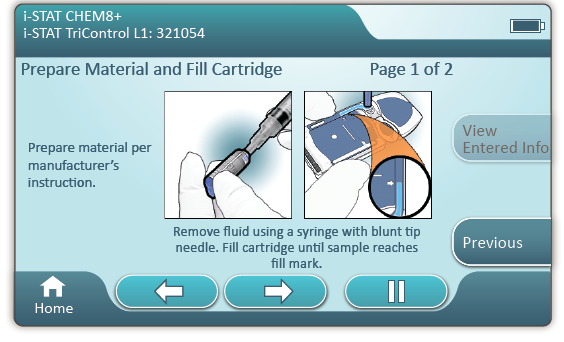 i-STAT CHEM8+
i-STAT TriControl L1: 321054
Prepare Material and Fill Cartridge
Page 1 of 2
Prepare material per
manufacturer's
instruction.
Remove fluid using a syringe with blunt tip
needle. Fill cartridge until sample reaches
fill mark.
View
Entered Info
Previous
Home